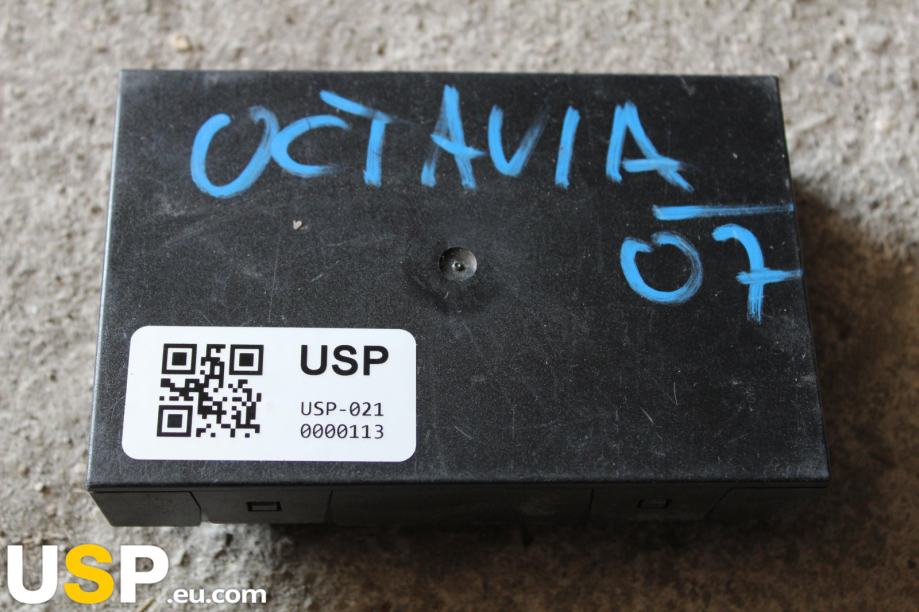 OCTAVIA
07
USP
USP-021
0000113
USP.eu.com